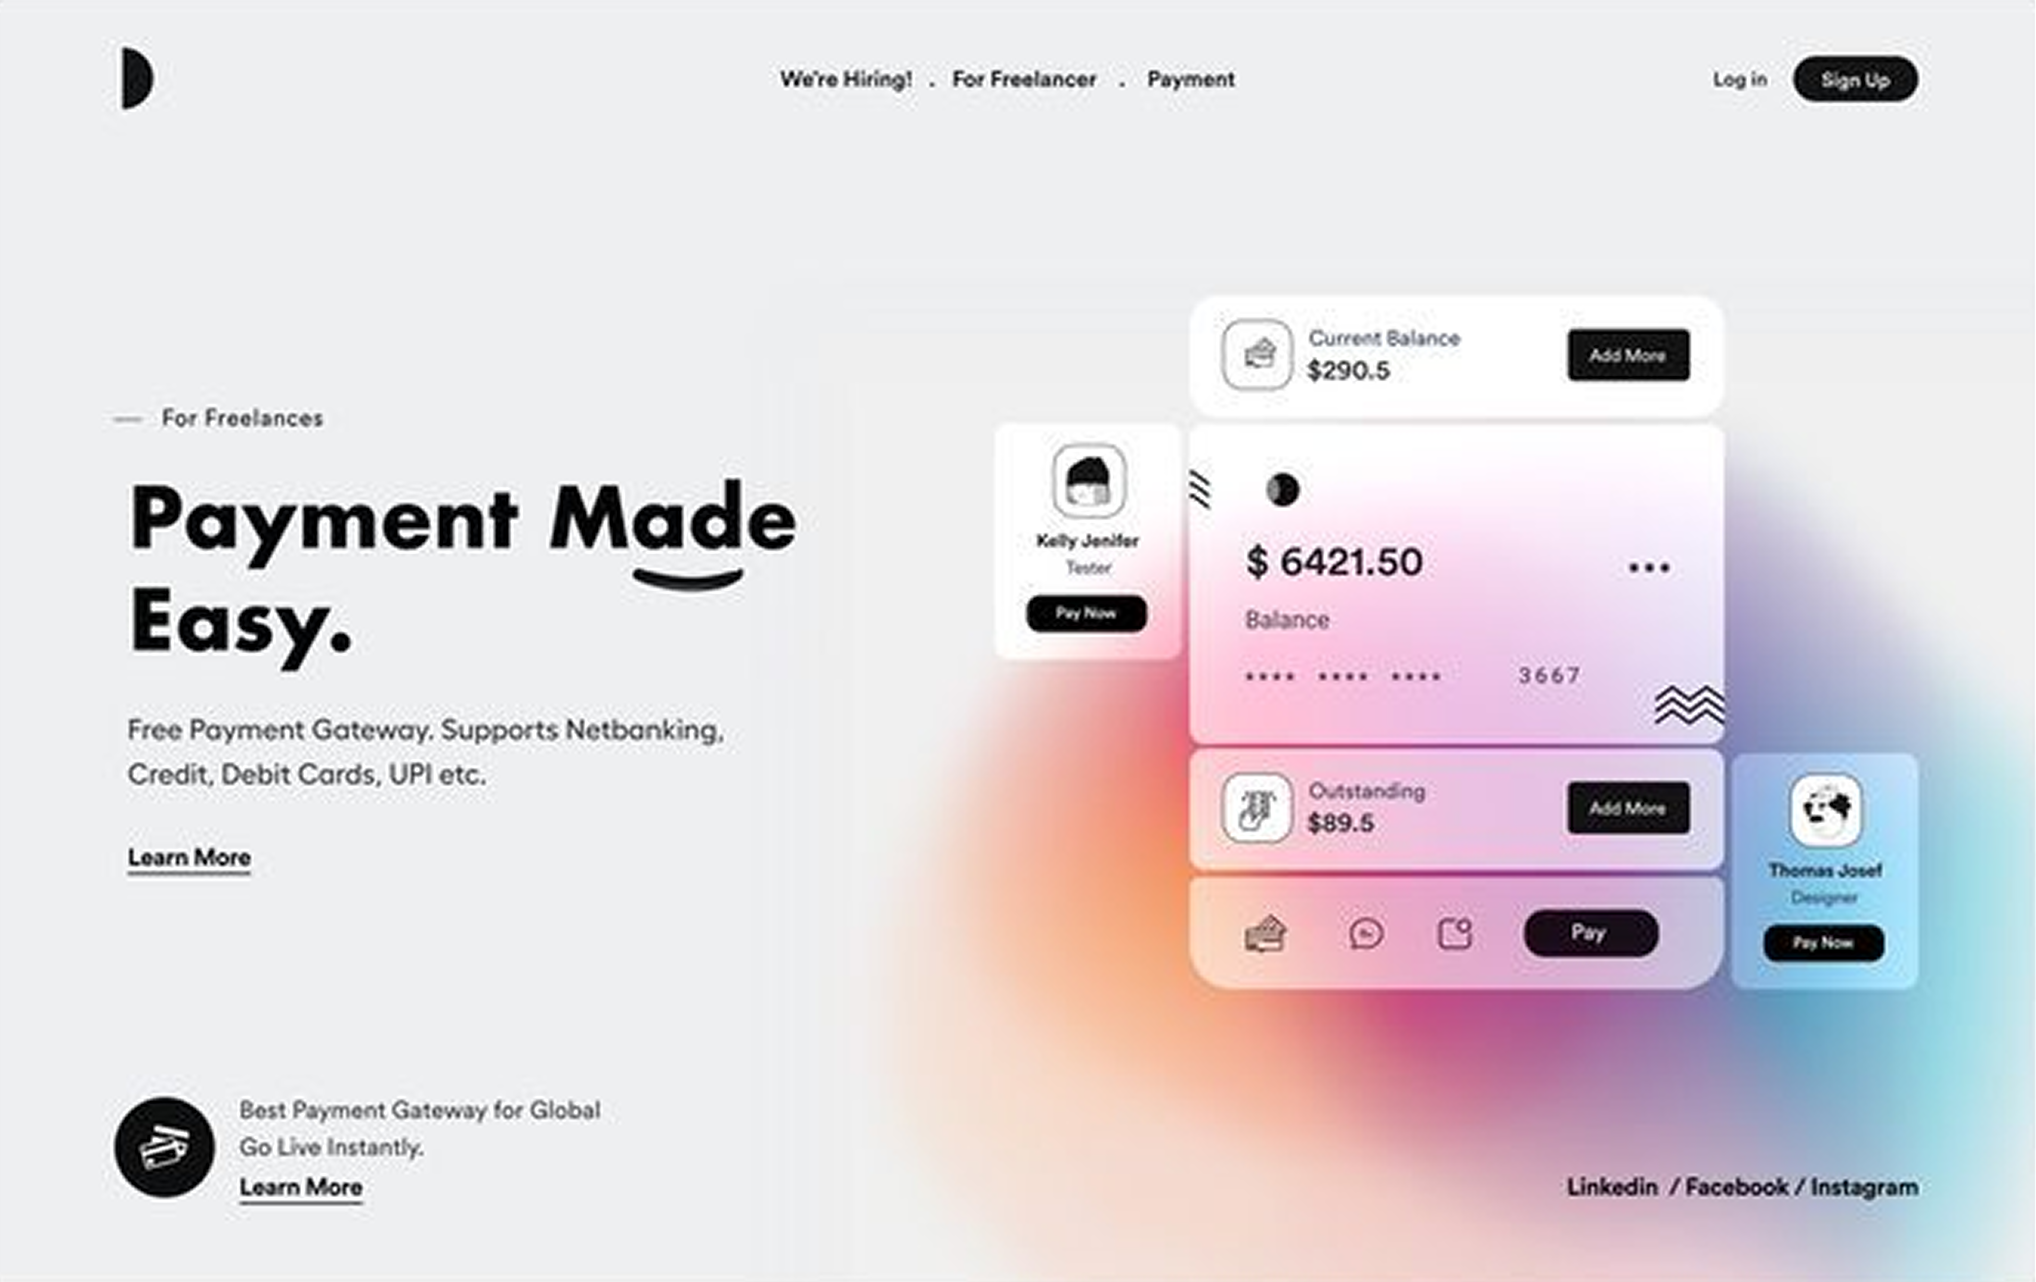 We're Hiring! . For Freelancer . Payment
Log in
Sign Up
— For Freelances
Payment Made
Easy.
Free Payment Gateway. Supports Netbanking,
Credit, Debit Cards, UPI etc.
Learn More
Best Payment Gateway for Global
Go Live Instantly.
Learn More
Current Balance
$290.5
Add More
Kelly Jenifer
Tester
Pay Now
$ 6421.50
Balance
**** **** **** 3667
Outstanding
$89.5
Add More
Pay
Thomas Josef
Designer
Pay Now
Linkedin / Facebook / Instagram